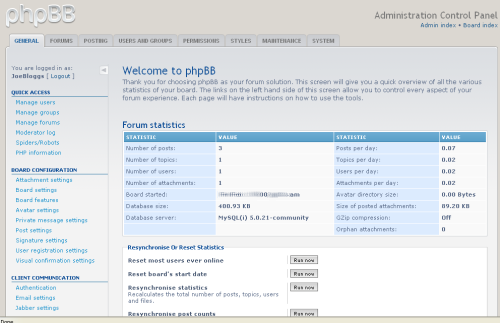 phpBB
Administration Control Panel
Admin index • Board index
GENERAL FORUMS POSTING USERS AND GROUPS PERMISSIONS STYLES MAINTENANCE SYSTEM
You are logged in as:
JoeBloggs [ Logout ]
QUICK ACCESS
Manage users
Manage groups
Manage forums
Moderator log
Spiders/Robots
PHP information
BOARD CONFIGURATION
Attachment settings
Board settings
Board features
Avatar settings
Private message settings
Post settings
Signature settings
User registration settings
Visual confirmation settings
CLIENT COMMUNICATION
Authentication
Email settings
Jabber settings
Welcome to phpBB
Thank you for choosing phpBB as your forum solution. This screen will give you a quick overview of all the various
statistics of your board. The links on the left hand side of this screen allow you to control every aspect of your
forum experience. Each page will have instructions on how to use the tools.
Forum statistics
STATISTIC VALUE STATISTIC VALUE
Number of posts: 3 Posts per day: 0.07
Number of topics: 1 Topics per day: 0.02
Number of users: 1 Users per day: 0.02
Number of attachments: 1 Attachments per day: 0.02
Board started: am Avatar directory size: 0.00 Bytes
Database size: 400.93 KB Size of posted attachments: 89.28 KB
Database server: MySQL(i) 5.0.21-community GZip compression: Off
Orphan attachments: 0
Resynchronise Or Reset Statistics
Reset most users ever online Run now
Reset board's start date Run now
Resynchronise statistics Run now
Recalculates the total number of posts, topics, users
and files.
Resynchronise post counts Run now
Done